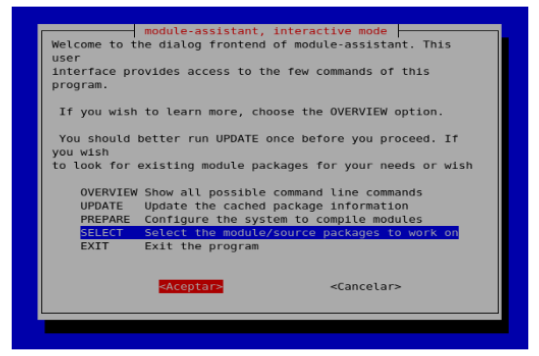 module-assistant, interactive mode
Welcome to the dialog frontend of module-assistant. This
user
interface provides access to the few commands of this
program.
If you wish to learn more, choose the OVERVIEW option.
You should better run UPDATE once before you proceed. If
you wish
to look for existing module packages for your needs or wish
OVERVIEW Show all possible command line commands
UPDATE Update the cached package information
PREPARE Configure the system to compile modules
SELECT Select the module/source packages to work on
EXIT Exit the program
<Aceptar> <Cancelar>